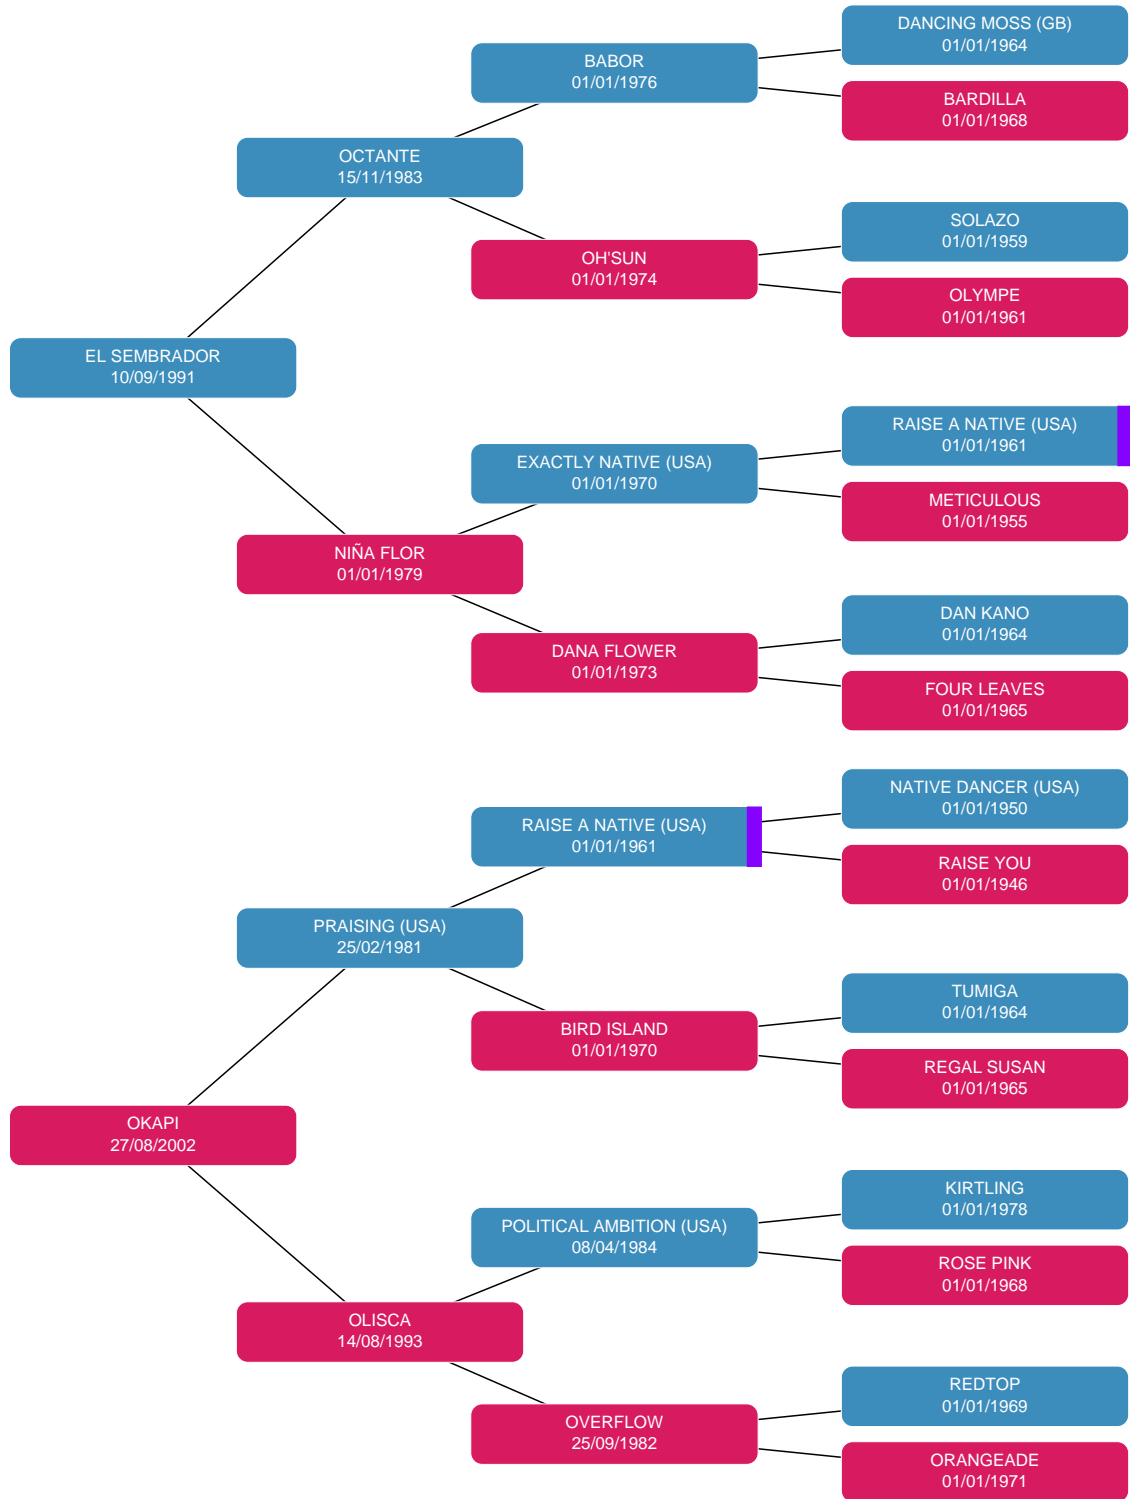 DANCING MOSS (GB)
01/01/1964
BABOR
01/01/1976
BARDILLA
01/01/1968
OCTANTE
15/11/1983
SOLAZO
01/01/1959
OH'SUN
01/01/1974
OLYMPE
01/01/1961
EL SEMBRADOR
10/09/1991
RAISE A NATIVE (USA)
01/01/1961
EXACTLY NATIVE (USA)
01/01/1970
METICULOUS
01/01/1955
NIÑA FLOR
01/01/1979
DAN KANO
01/01/1964
DANA FLOWER
01/01/1973
FOUR LEAVES
01/01/1965
NATIVE DANCER (USA)
01/01/1950
RAISE A NATIVE (USA)
01/01/1961
RAISE YOU
01/01/1946
PRAISING (USA)
25/02/1981
TUMIGA
01/01/1964
BIRD ISLAND
01/01/1970
REGAL SUSAN
01/01/1965
OKAPI
27/08/2002
KIRTLING
01/01/1978
POLITICAL AMBITION (USA)
08/04/1984
ROSE PINK
01/01/1968
OLISCA
14/08/1993
REDTOP
01/01/1969
OVERFLOW
25/09/1982
ORANGEADE
01/01/1971